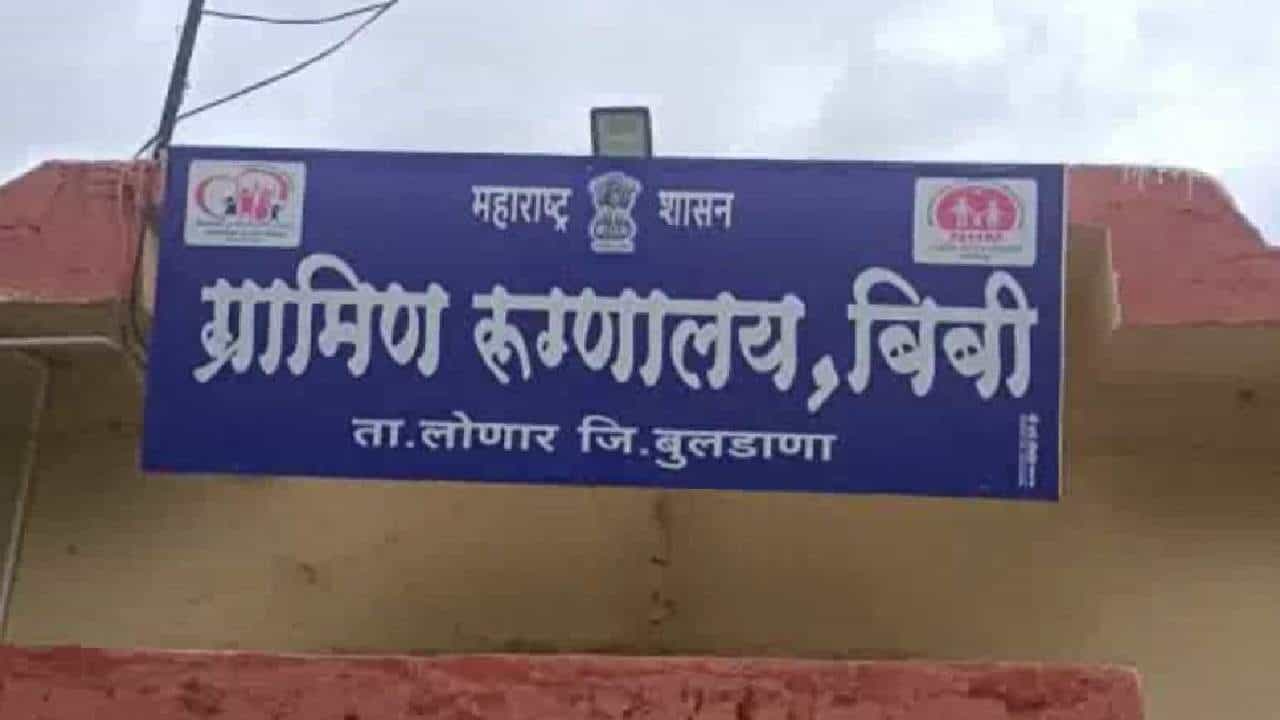 महाराष्ट्र शासन
ग्रामिण रूग्णालय,बिबी
ता.लोणार जि.बुलडाणा